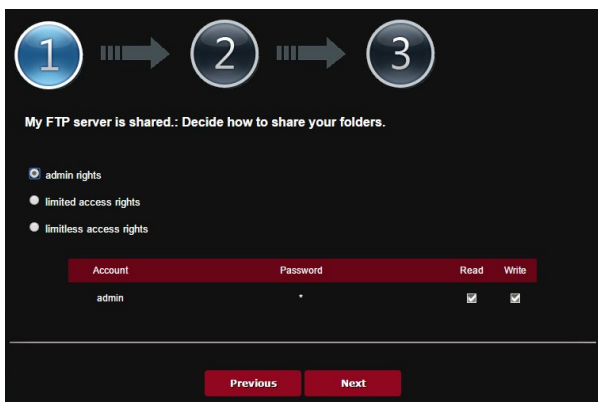 1 2 3
My FTP server is shared.: Decide how to share your folders.
admin rights
limited access rights
limitless access rights
Account Password Read Write
admin *
Previous Next